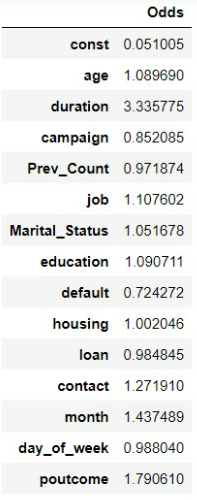 Odds
const 0.051005
age 1.089690
duration 3.335775
campaign 0.852085
Prev_Count 0.971874
job 1.107602
Marital_Status 1.051678
education 1.090711
default 0.724272
housing 1.002046
loan 0.984845
contact 1.271910
month 1.437489
day_of_week 0.988040
poutcome 1.790610